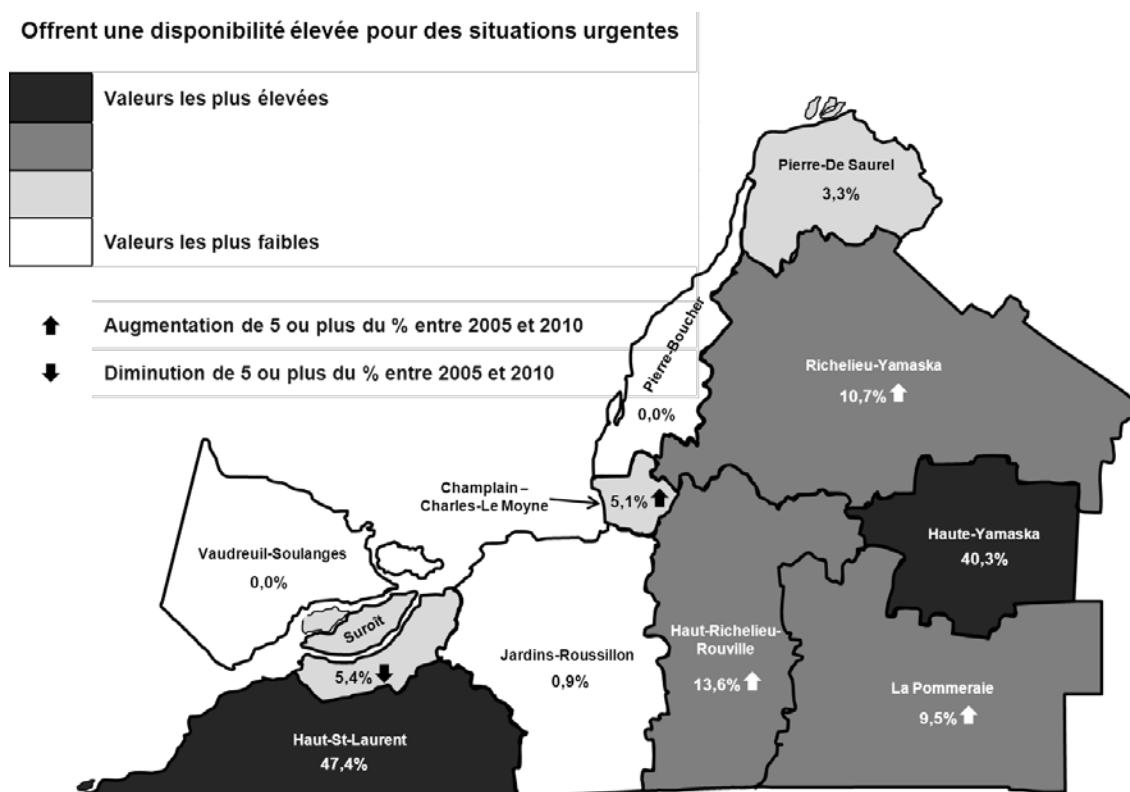 Offrent une disponibilité élevée pour des situations urgentes
Valeurs les plus élevées
Valeurs les plus faibles
Augmentation de 5 ou plus du % entre 2005 et 2010
Diminution de 5 ou plus du % entre 2005 et 2010
Pierre-De Saurel
3,3%
Pierre-Boucher
0,0%
Richelieu-Yamaska
10,7%
Champlain –
Charles-Le Moyne
5,1%
Haute-Yamaska
40,3%
Vaudreuil-Soulanges
0,0%
Suroît
5,4%
Jardins-Roussillon
0,9%
Haut-Richelieu-
Rouville
13,6%
La Pommeraie
9,5%
Haut-St-Laurent
47,4%